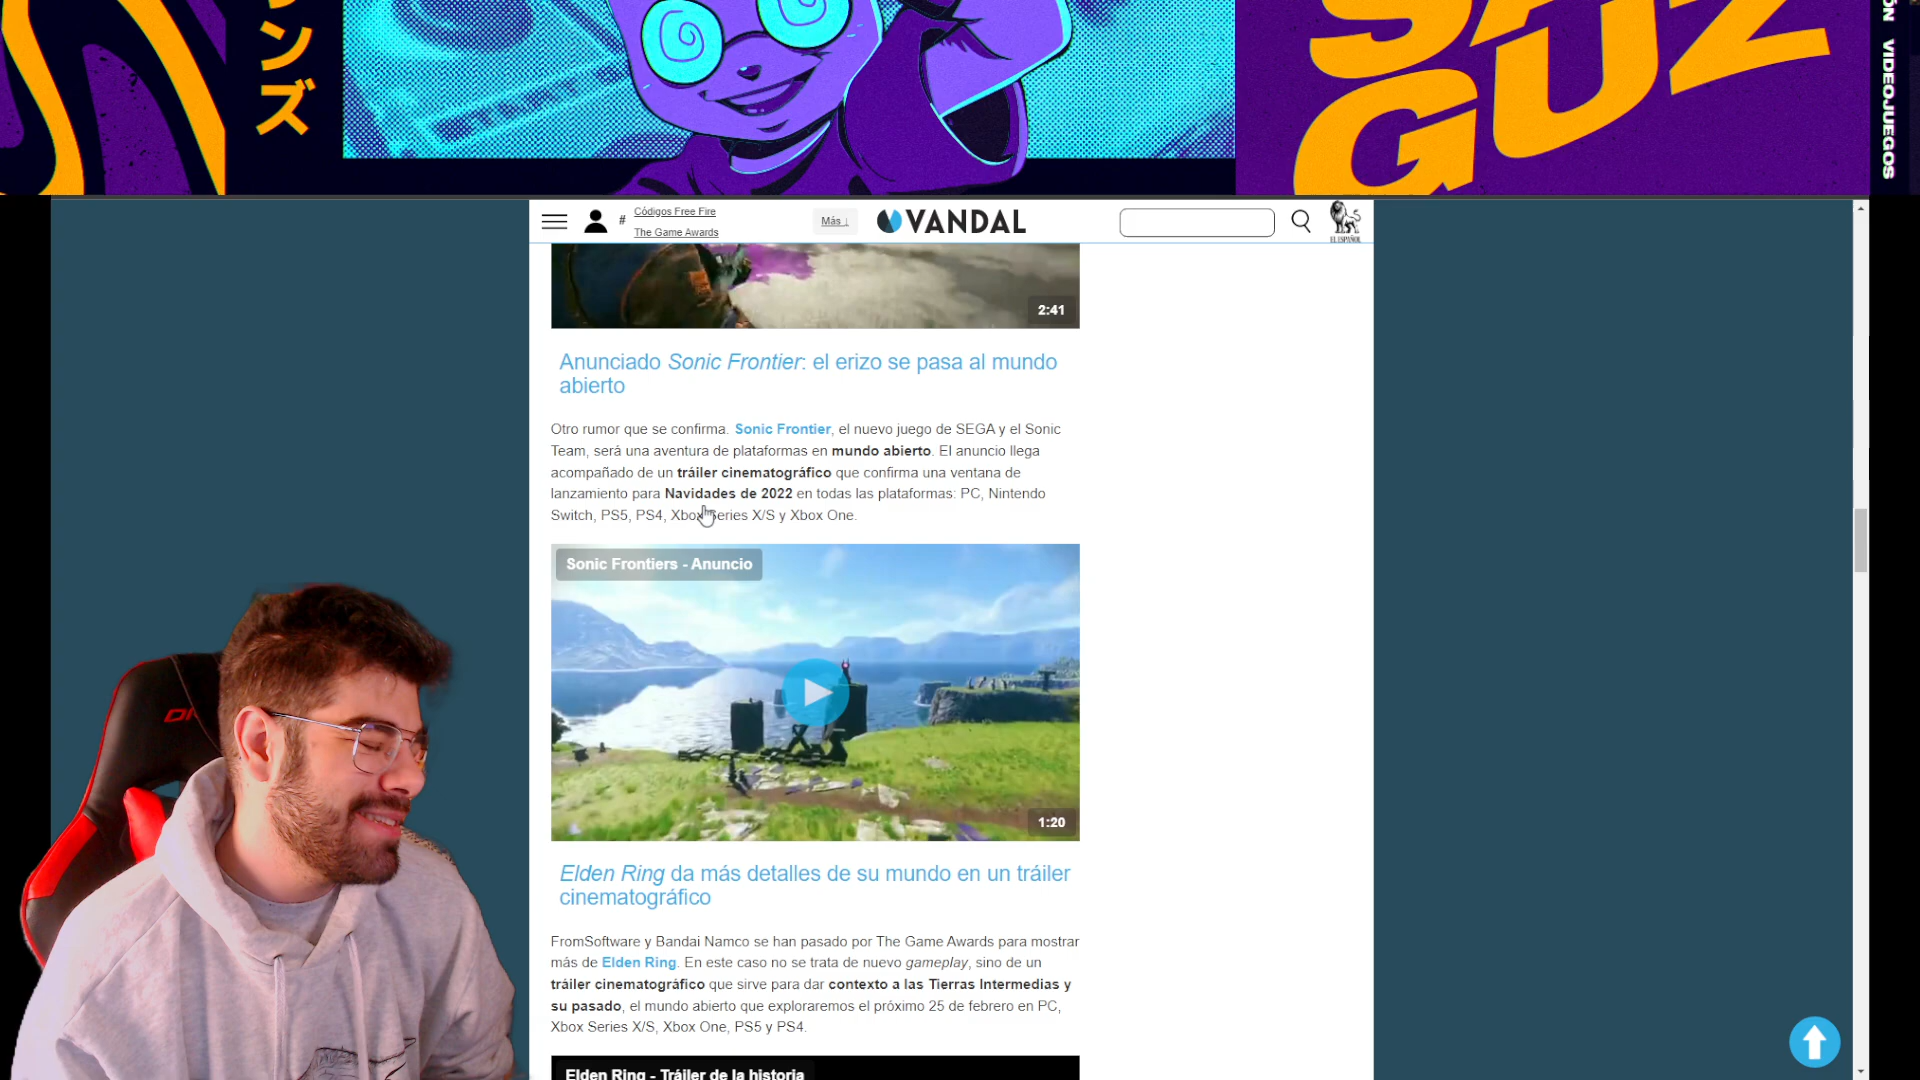 ンズ
SA
GUZ
ÓN VIDEOJUEGOS
# Códigos Free Fire
The Game Awards
Más ↓
VANDAL
EL ESPAÑOL
2:41
Anunciado Sonic Frontier: el erizo se pasa al mundo
abierto
Otro rumor que se confirma. Sonic Frontier, el nuevo juego de SEGA y el Sonic
Team, será una aventura de plataformas en mundo abierto. El anuncio llega
acompañado de un tráiler cinematográfico que confirma una ventana de
lanzamiento para Navidades de 2022 en todas las plataformas: PC, Nintendo
Switch, PS5, PS4, Xbox Series X/S y Xbox One.
Sonic Frontiers - Anuncio
1:20
Elden Ring da más detalles de su mundo en un tráiler
cinematográfico
FromSoftware y Bandai Namco se han pasado por The Game Awards para mostrar
más de Elden Ring. En este caso no se trata de nuevo gameplay, sino de un
tráiler cinematográfico que sirve para dar contexto a las Tierras Intermedias y
su pasado, el mundo abierto que exploraremos el próximo 25 de febrero en PC,
Xbox Series X/S, Xbox One, PS5 y PS4.
Elden Ring - Tráiler de la historia